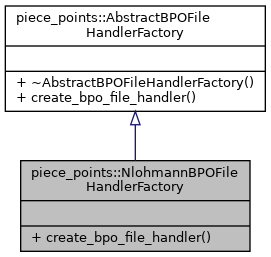 piece_points::AbstractBPOFile
HandlerFactory
+ ~AbstractBPOFileHandlerFactory()
+ create_bpo_file_handler()
piece_points::NlohmannBPOFile
HandlerFactory
+ create_bpo_file_handler()